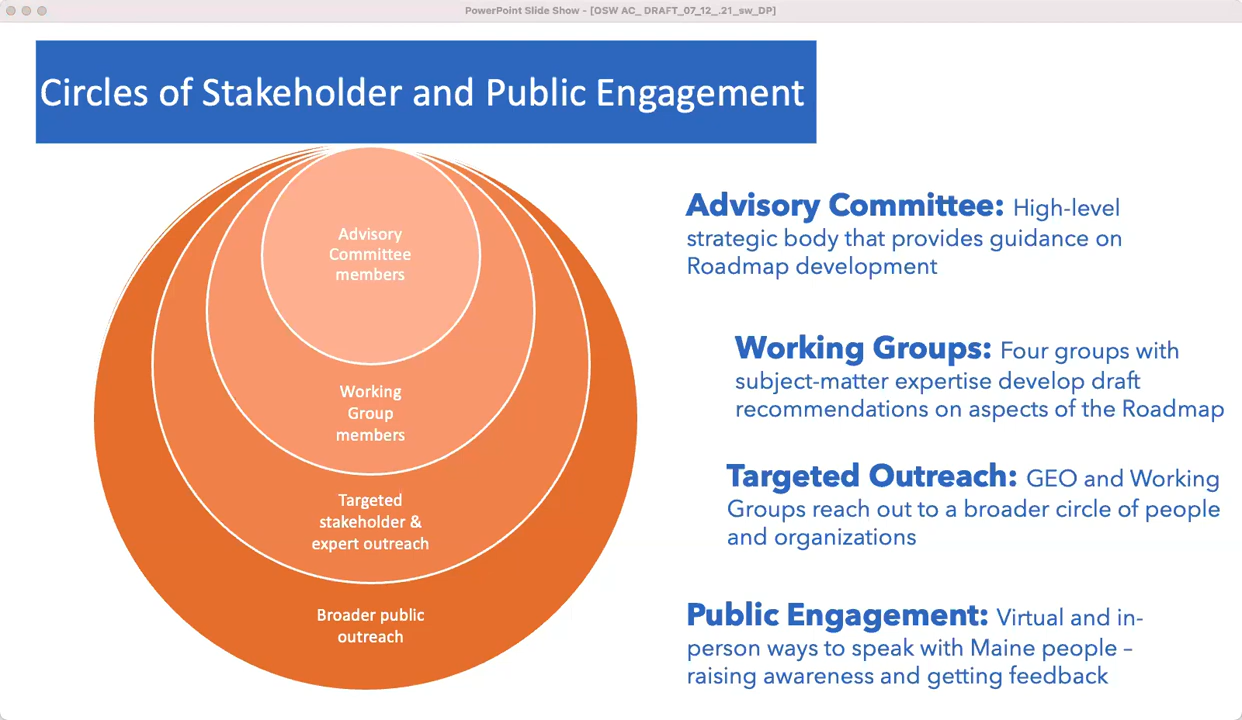 PowerPoint Slide Show - [OSW AC_ DRAFT_07_12_.21_sw_DP]
Circles of Stakeholder and Public Engagement
Advisory
Committee
members
Working
Group
members
Targeted
stakeholder &
expert outreach
Broader public
outreach
Advisory Committee: High-level
strategic body that provides guidance on
Roadmap development
Working Groups: Four groups with
subject-matter expertise develop draft
recommendations on aspects of the Roadmap
Targeted Outreach: GEO and Working
Groups reach out to a broader circle of people
and organizations
Public Engagement: Virtual and in-
person ways to speak with Maine people –
raising awareness and getting feedback